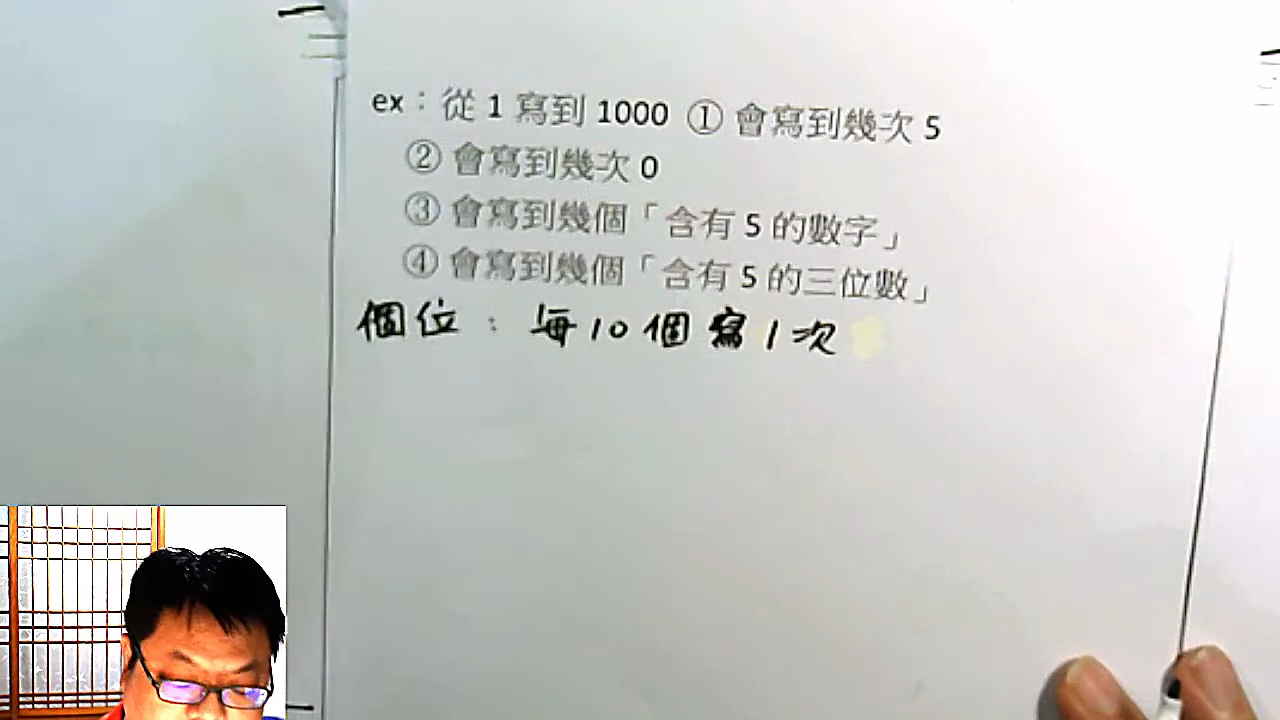 ex：從 1 寫到 1000 ① 會寫到幾次 5
② 會寫到幾次 0
③ 會寫到幾個「含有 5 的數字」
④ 會寫到幾個「含有 5 的三位數」
個位：每10個寫1次